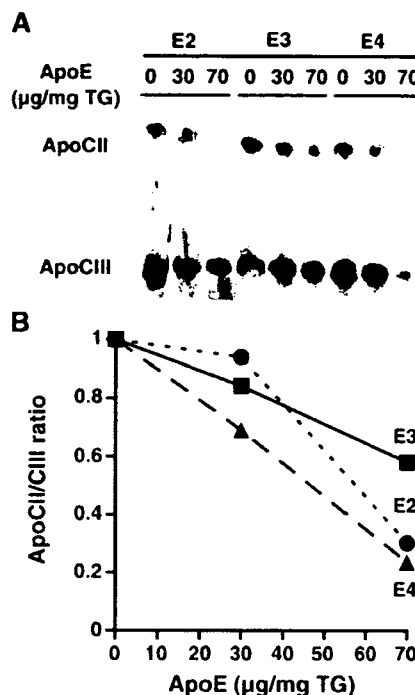 A
E2 E3 E4
ApoE 0 30 70 0 30 70 0 30 70
(µg/mg TG)
ApoCII
ApoCIII
B
1
0.8
0.6
0.4
0.2
0
ApoCII/CIII ratio
E3
E2
E4
0 10 20 30 40 50 60 70
ApoE (µg/mg TG)